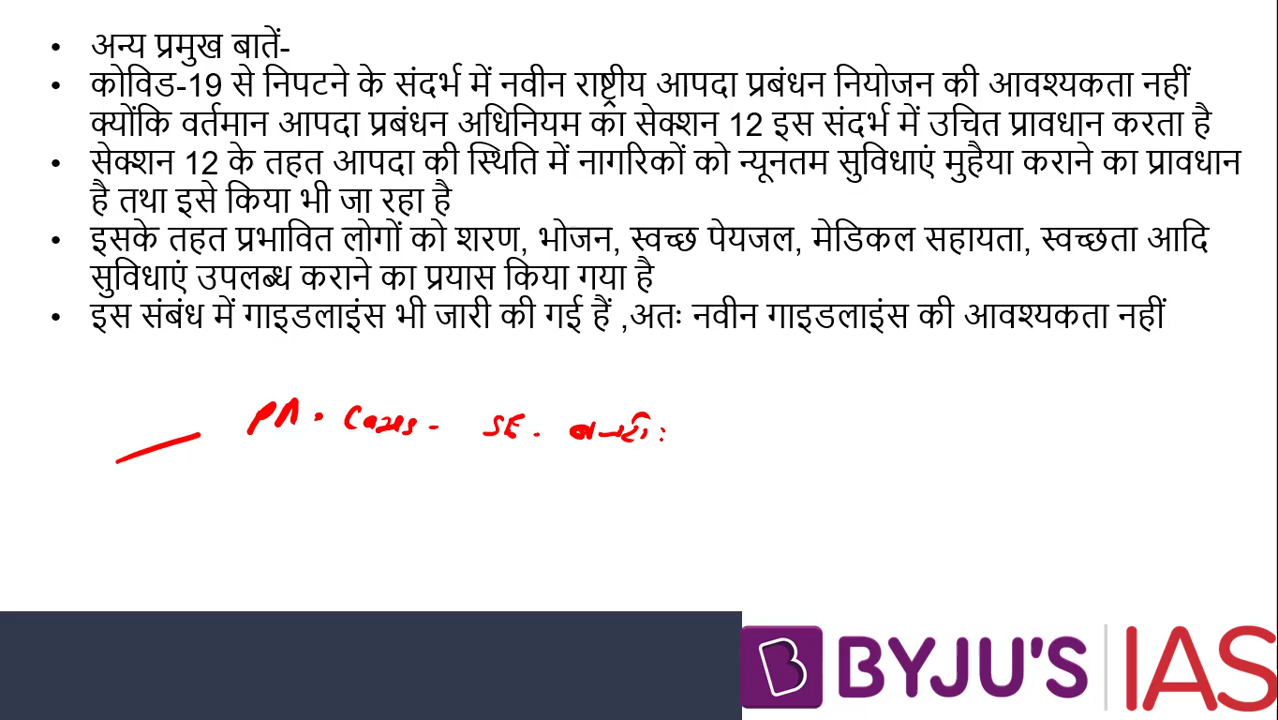 • अन्य प्रमुख बातें-
• कोविड-19 से निपटने के संदर्भ में नवीन राष्ट्रीय आपदा प्रबंधन नियोजन की आवश्यकता नहीं
क्योंकि वर्तमान आपदा प्रबंधन अधिनियम का सेक्शन 12 इस संदर्भ में उचित प्रावधान करता है
• सेक्शन 12 के तहत आपदा की स्थिति में नागरिकों को न्यूनतम सुविधाएं मुहैया कराने का प्रावधान
है तथा इसे किया भी जा रहा है
• इसके तहत प्रभावित लोगों को शरण, भोजन, स्वच्छ पेयजल, मेडिकल सहायता, स्वच्छता आदि
सुविधाएं उपलब्ध कराने का प्रयास किया गया है
• इस संबंध में गाइडलाइंस भी जारी की गई हैं ,अतः नवीन गाइडलाइंस की आवश्यकता नहीं
Cases - SE.
BYJU'S IAS